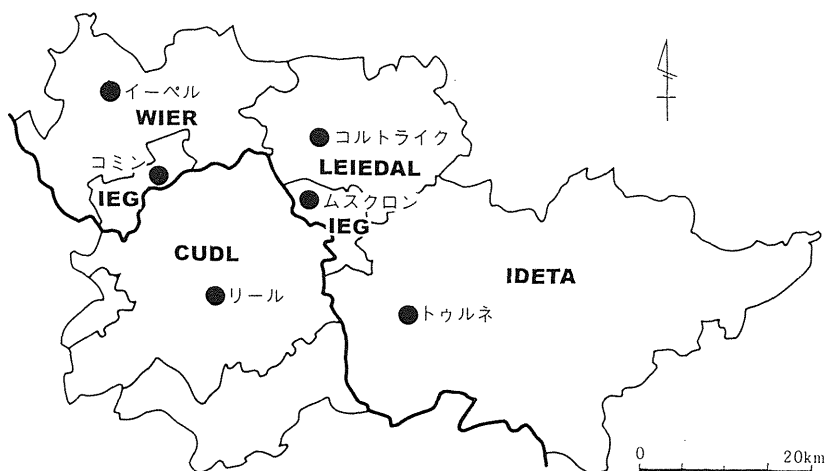 イーペル
WIER
コルトライク
コミン
LEIEDAL
IEG
ムスクロン
IEG
CUDL
IDETA
リール
トゥルネ
0 20km